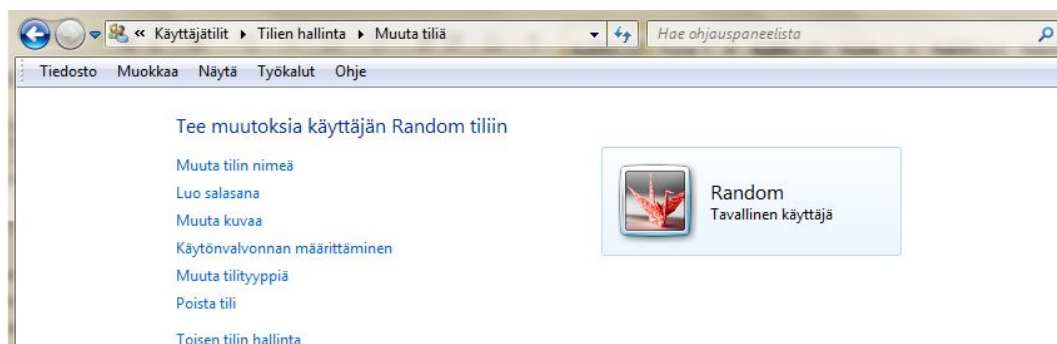 « Käyttäjätilit ▸ Tilien hallinta ▸ Muuta tiliä
Hae ohjauspaneelista
Tiedosto Muokkaa Näytä Työkalut Ohje
Tee muutoksia käyttäjän Random tiliin
Muuta tilin nimeä
Luo salasana
Muuta kuvaa
Käytönvalvonnan määrittäminen
Muuta tilityyppiä
Poista tili
Toisen tilin hallinta
Random
Tavallinen käyttäjä